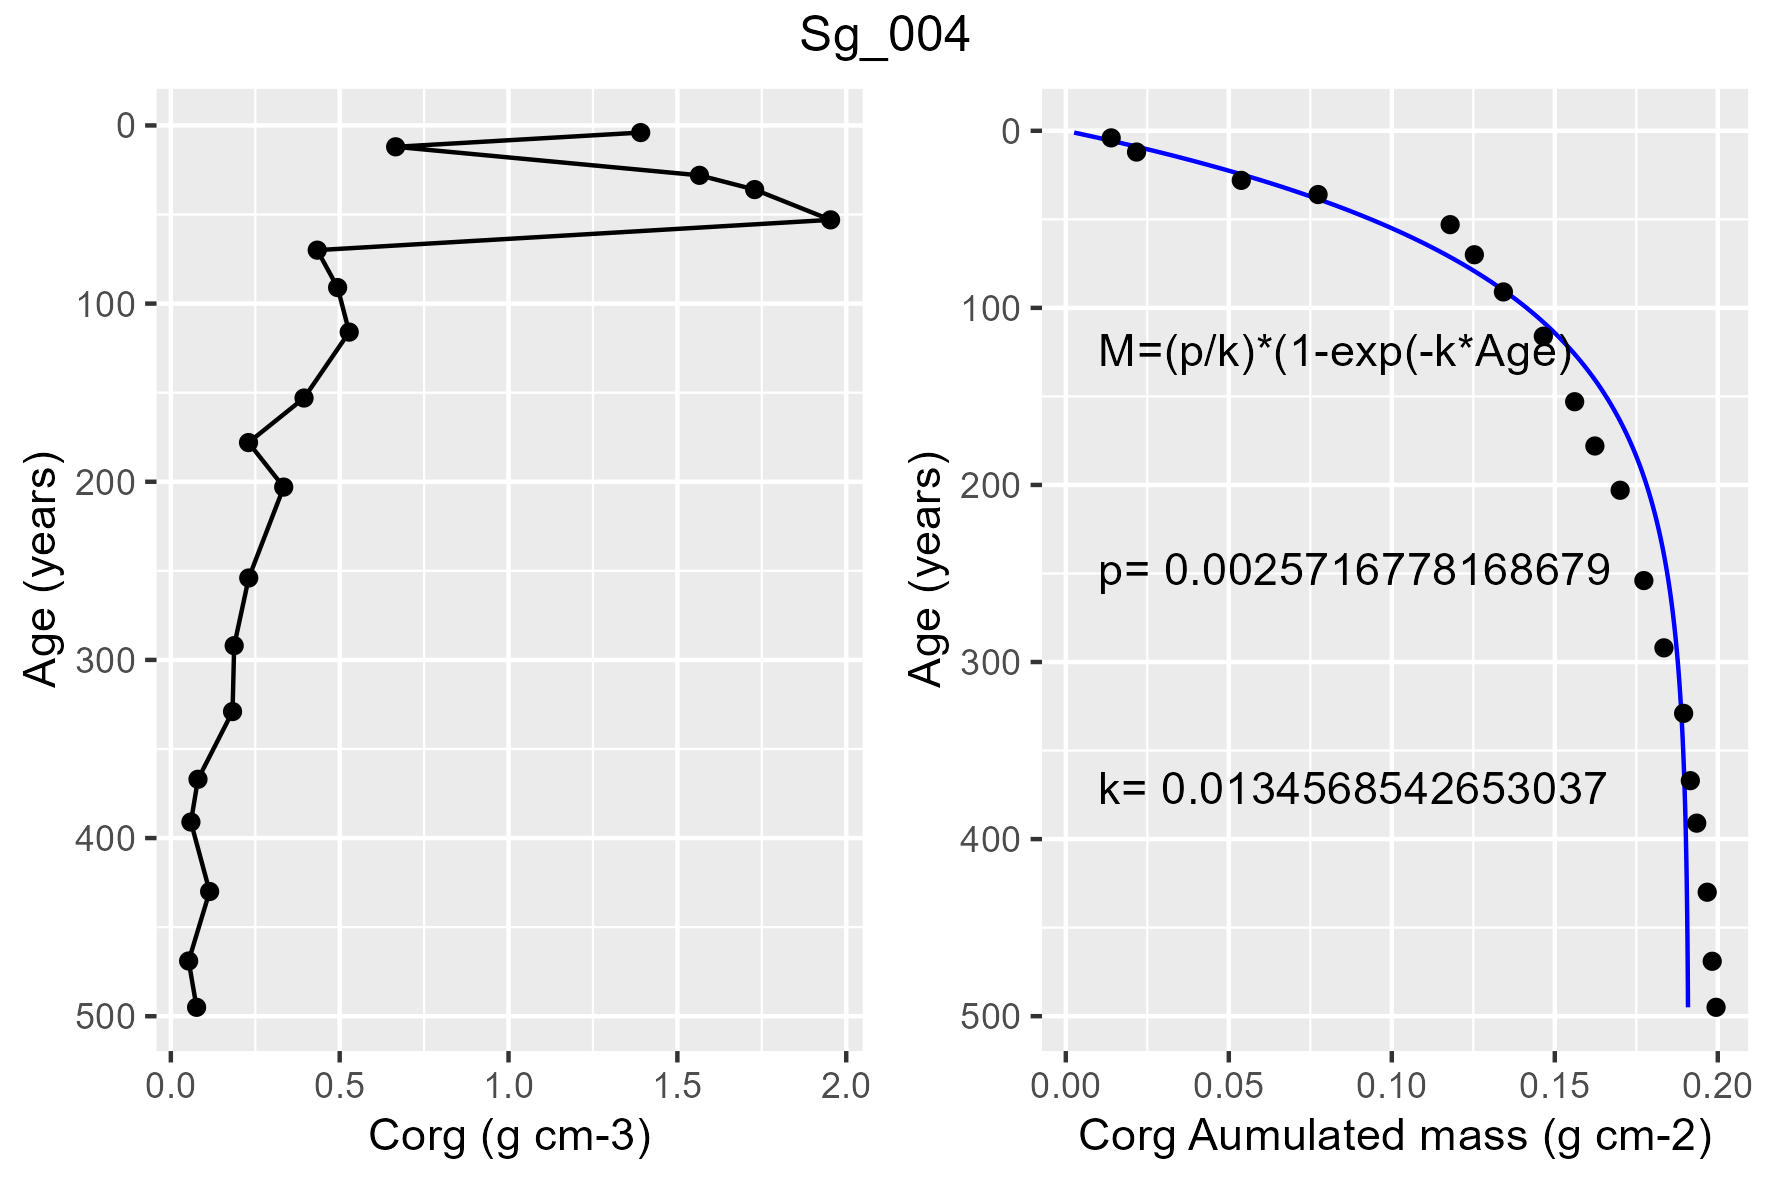 Sg_004
Age (years)
0
100
200
300
400
500
0.0 0.5 1.0 1.5 2.0
Corg (g cm-3)
Age (years)
0
100
200
300
400
500
M=(p/k)*(1-exp(-k*Age)
p= 0.0025716778168679
k= 0.0134568542653037
0.00 0.05 0.10 0.15 0.20
Corg Aumulated mass (g cm-2)